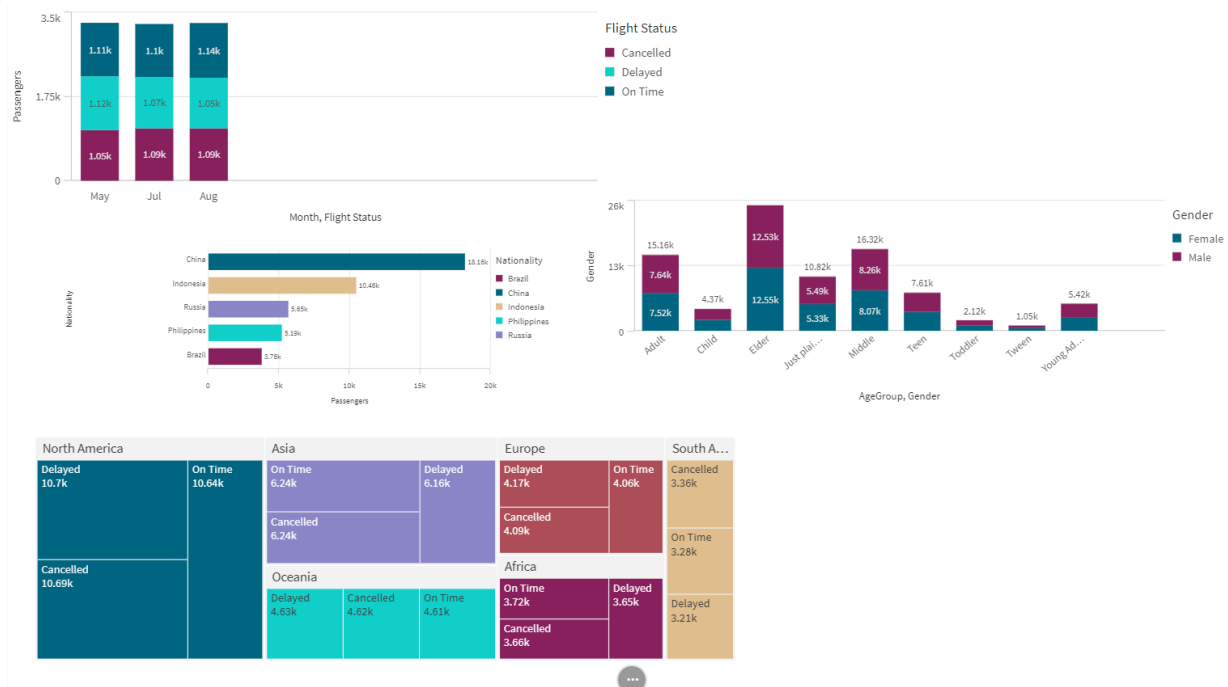 3.5k
1.75k
0
Passengers
1.11k
1.1k
1.14k
1.12k
1.07k
1.05k
1.05k
1.09k
1.09k
May
Jul
Aug
Month, Flight Status
Flight Status
Cancelled
Delayed
On Time
Nationality
China
18.16k
Indonesia
10.46k
Russia
5.65k
Philippines
5.19k
Brazil
3.76k
0
5k
10k
15k
20k
Passengers
Nationality
Brazil
China
Indonesia
Philippines
Russia
26k
13k
0
Gender
15.16k
7.64k
7.52k
4.37k
12.53k
12.55k
10.82k
5.49k
5.33k
16.32k
8.26k
8.07k
7.61k
2.12k
1.05k
5.42k
Adult
Child
Elder
Just plai...
Middle
Teen
Toddler
Tween
Young Ad...
AgeGroup, Gender
Gender
Female
Male
North America
Delayed
10.7k
On Time
10.64k
Cancelled
10.69k
Asia
On Time
6.24k
Delayed
6.16k
Cancelled
6.24k
Oceania
Delayed
4.63k
Cancelled
4.62k
On Time
4.61k
Europe
Delayed
4.17k
On Time
4.06k
Cancelled
4.09k
Africa
On Time
3.72k
Delayed
3.65k
Cancelled
3.66k
South A...
Cancelled
3.36k
On Time
3.28k
Delayed
3.21k